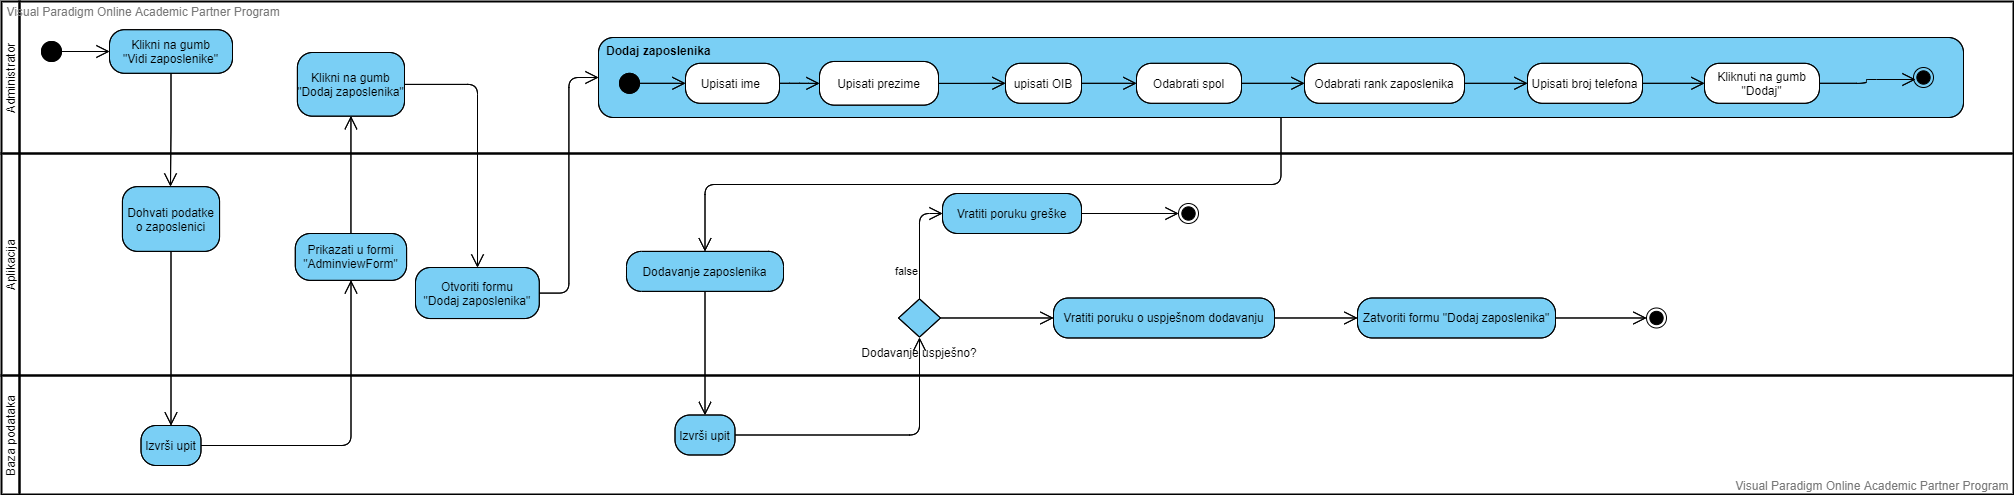 Visual Paradigm Online Academic Partner Program
Administrator
Klikni na gumb
"Vidi zaposlenike"
Klikni na gumb
"Dodaj zaposlenika"
Dodaj zaposlenika
Upisati ime
Upisati prezime
upisati OIB
Odabrati spol
Odabrati rank zaposlenika
Upisati broj telefona
Kliknuti na gumb
"Dodaj"
Aplikacija
Dohvati podatke
o zaposlenici
Prikazati u formi
"AdminviewForm"
Otvoriti formu
"Dodaj zaposlenika"
Dodavanje zaposlenika
Vratiti poruku greške
false
Vratiti poruku o uspješnom dodavanju
Zatvoriti formu "Dodaj zaposlenika"
Dodavanje uspješno?
Baza podataka
Izvrši upit
Izvrši upit
Visual Paradigm Online Academic Partner Program